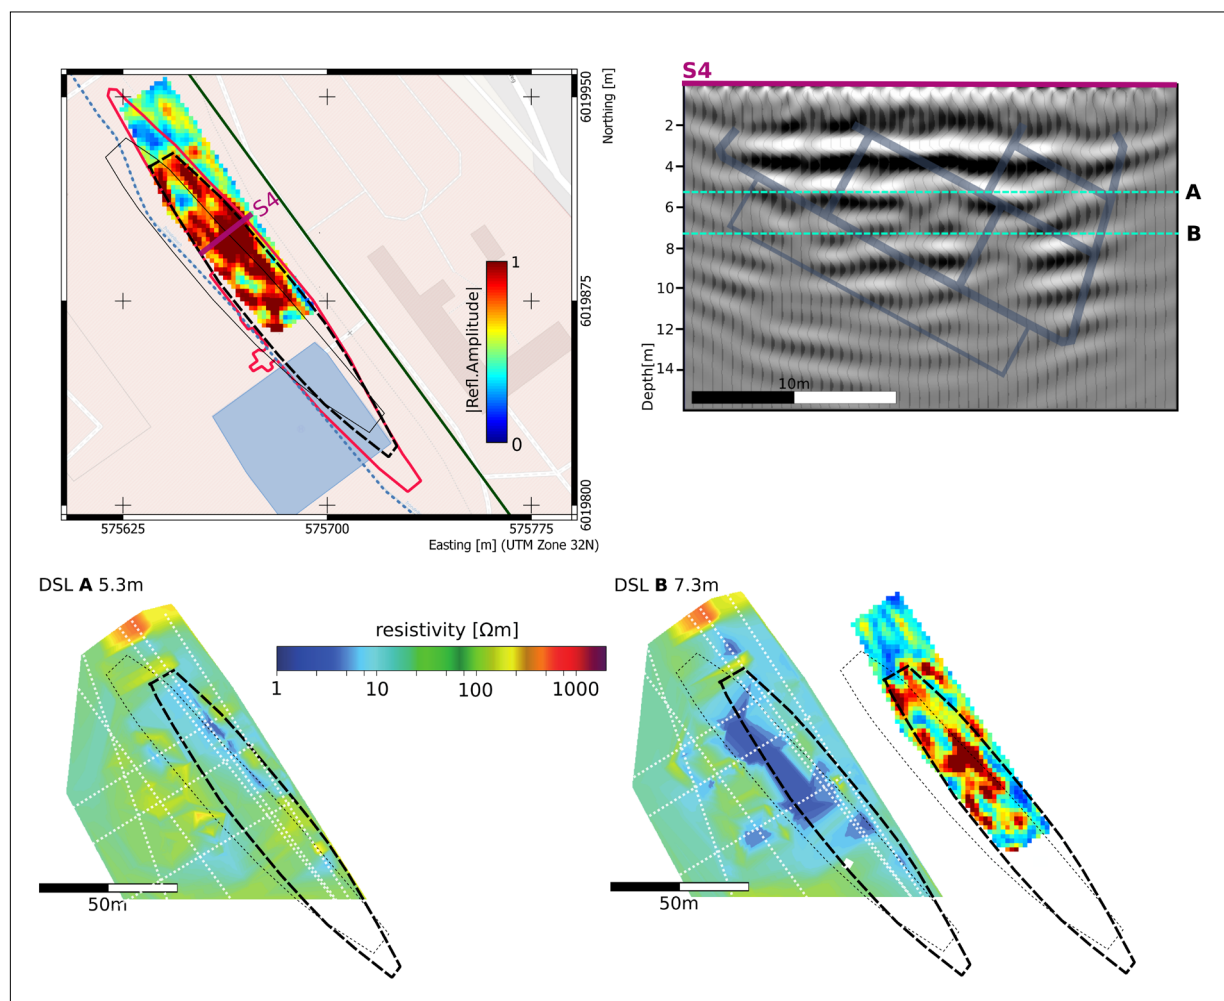 S4
6019950
Northing [m]
S4
6019875
1
|Refl.Amplitude|
0
6019800
575625
575700
575775
Easting [m] (UTM Zone 32N)
2
4
6
8
10
12
14
Depth[m]
10m
A
B
DSL A 5.3m
resistivity [Ωm]
1
10
100
1000
50m
DSL B 7.3m
50m